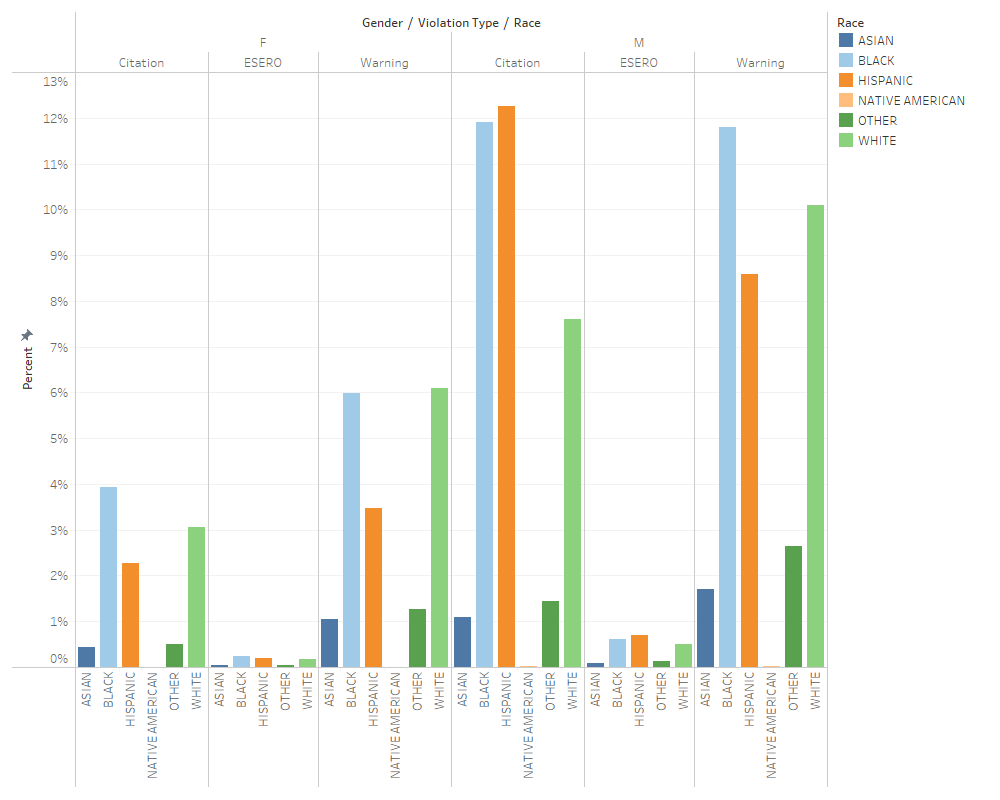 Gender / Violation Type / Race
F
M
Citation
ESERO
Warning
Citation
ESERO
Warning
13%
12%
11%
10%
9%
8%
7%
6%
5%
4%
3%
2%
1%
0%
Percent
ASIAN
BLACK
HISPANIC
NATIVE AMERICAN
OTHER
WHITE
ASIAN
BLACK
HISPANIC
OTHER
WHITE
ASIAN
BLACK
HISPANIC
NATIVE AMERICAN
OTHER
WHITE
ASIAN
BLACK
HISPANIC
NATIVE AMERICAN
OTHER
WHITE
ASIAN
BLACK
HISPANIC
OTHER
WHITE
ASIAN
BLACK
HISPANIC
NATIVE AMERICAN
OTHER
WHITE
Race
ASIAN
BLACK
HISPANIC
NATIVE AMERICAN
OTHER
WHITE